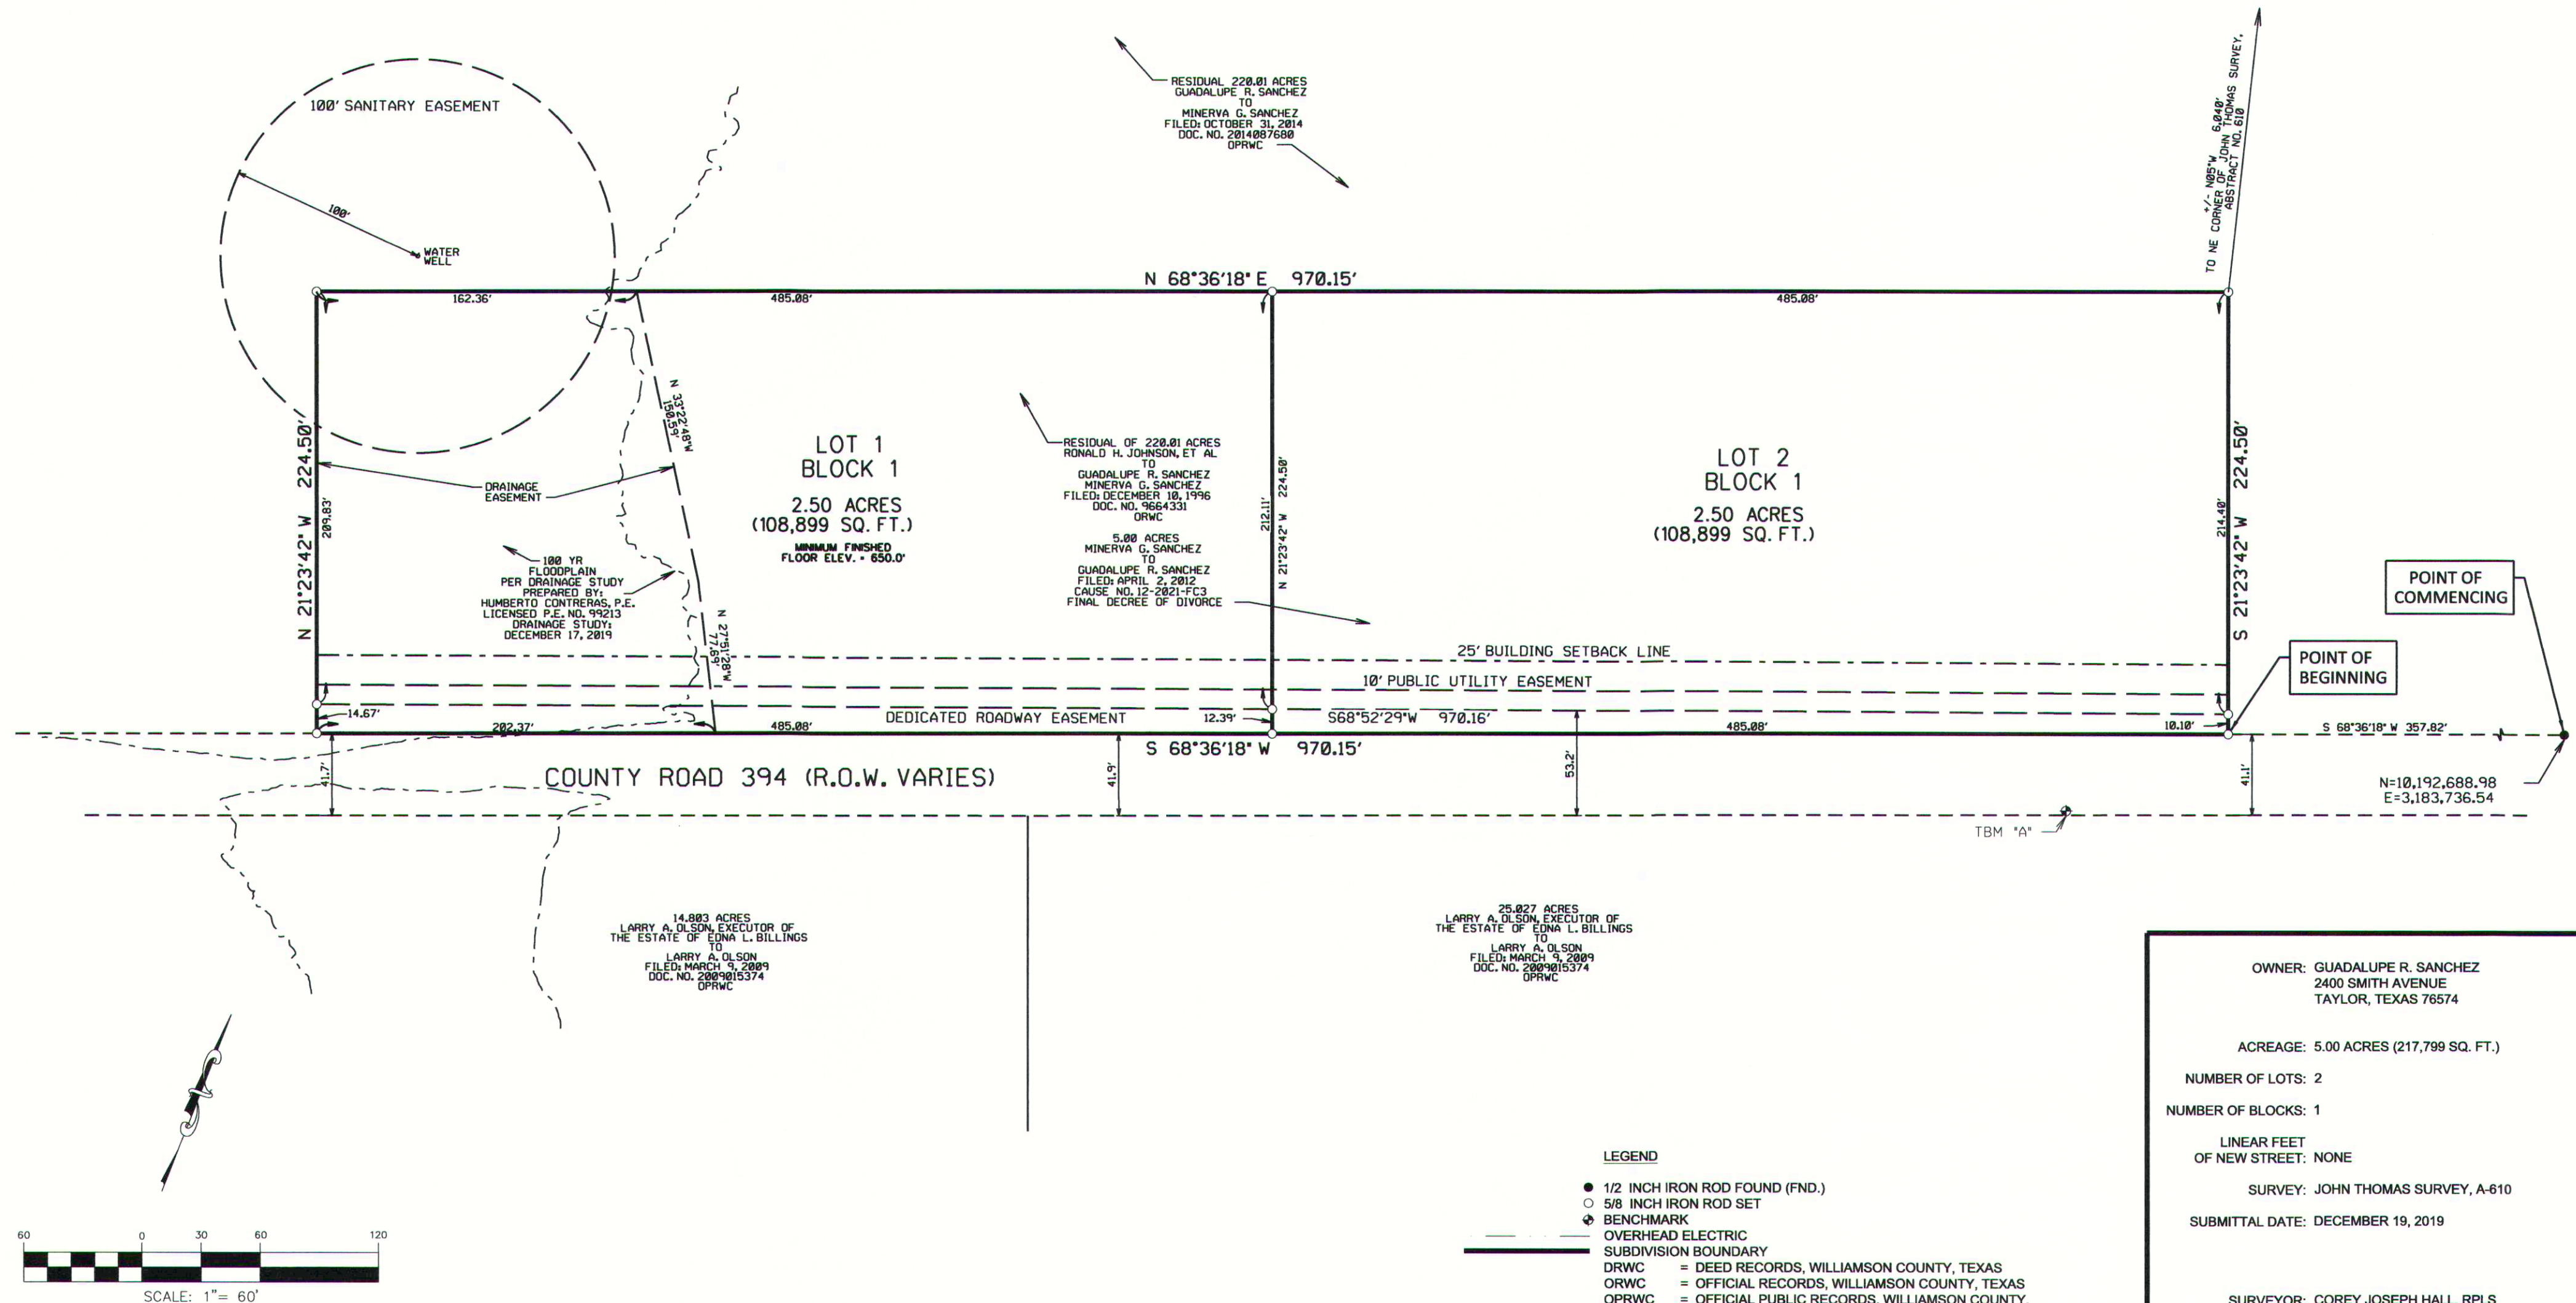 100' SANITARY EASEMENT
100'
WATER
WELL
RESIDUAL 220.01 ACRES
GUADALUPE R. SANCHEZ
TO
MINERVA G. SANCHEZ
FILED: OCTOBER 31, 2014
DOC. NO. 2014087680
OPRWC
+/- N05°W 6,040'
TO NE CORNER OF JOHN THOMAS SURVEY,
ABSTRACT NO. 610
N 68°36'18" E 970.15'
162.36'
485.08'
485.08'
N 21°23'42" W 224.50'
209.83'
N 33°22'48"W
150.59'
DRAINAGE
EASEMENT
LOT 1
BLOCK 1
2.50 ACRES
(108,899 SQ. FT.)
MINIMUM FINISHED
FLOOR ELEV. = 650.0'
100 YR
FLOODPLAIN
PER DRAINAGE STUDY
PREPARED BY:
HUMBERTO CONTRERAS, P.E.
LICENSED P.E. NO. 99213
DRAINAGE STUDY:
DECEMBER 17, 2019
N 27°51'28"W
77.69'
RESIDUAL OF 220.01 ACRES
RONALD H. JOHNSON, ET AL
TO
GUADALUPE R. SANCHEZ
MINERVA G. SANCHEZ
FILED: DECEMBER 10, 1996
DOC. NO. 9664331
ORWC
5.00 ACRES
MINERVA G. SANCHEZ
TO
GUADALUPE R. SANCHEZ
FILED: APRIL 2, 2012
CAUSE NO. 12-2021-FC3
FINAL DECREE OF DIVORCE
212.11'
N 21°23'42" W 224.50'
LOT 2
BLOCK 1
2.50 ACRES
(108,899 SQ. FT.)
214.40'
S 21°23'42" W 224.50'
POINT OF
COMMENCING
POINT OF
BEGINNING
25' BUILDING SETBACK LINE
10' PUBLIC UTILITY EASEMENT
14.67'
DEDICATED ROADWAY EASEMENT
12.39'
S68°52'29"W 970.16'
10.10'
202.37'
485.08'
485.08'
S 68°36'18" W 357.82'
S 68°36'18" W 970.15'
41.7'
COUNTY ROAD 394 (R.O.W. VARIES)
41.9'
53.2'
41.1'
N=10,192,688.98
E=3,183,736.54
TBM "A"
14.803 ACRES
LARRY A. OLSON, EXECUTOR OF
THE ESTATE OF EDNA L. BILLINGS
TO
LARRY A. OLSON
FILED: MARCH 9, 2009
DOC. NO. 2009015374
OPRWC
25.027 ACRES
LARRY A. OLSON, EXECUTOR OF
THE ESTATE OF EDNA L. BILLINGS
TO
LARRY A. OLSON
FILED: MARCH 9, 2009
DOC. NO. 2009015374
OPRWC
OWNER: GUADALUPE R. SANCHEZ
2400 SMITH AVENUE
TAYLOR, TEXAS 76574
ACREAGE: 5.00 ACRES (217,799 SQ. FT.)
NUMBER OF LOTS: 2
NUMBER OF BLOCKS: 1
LINEAR FEET
OF NEW STREET: NONE
SURVEY: JOHN THOMAS SURVEY, A-610
SUBMITTAL DATE: DECEMBER 19, 2019
SURVEYOR: COREY JOSEPH HALL, RPLS
LEGEND
1/2 INCH IRON ROD FOUND (FND.)
5/8 INCH IRON ROD SET
BENCHMARK
OVERHEAD ELECTRIC
SUBDIVISION BOUNDARY
DRWC = DEED RECORDS, WILLIAMSON COUNTY, TEXAS
ORWC = OFFICIAL RECORDS, WILLIAMSON COUNTY, TEXAS
OPRWC = OFFICIAL PUBLIC RECORDS, WILLIAMSON COUNTY,
60 0 30 60 120
SCALE: 1"= 60'